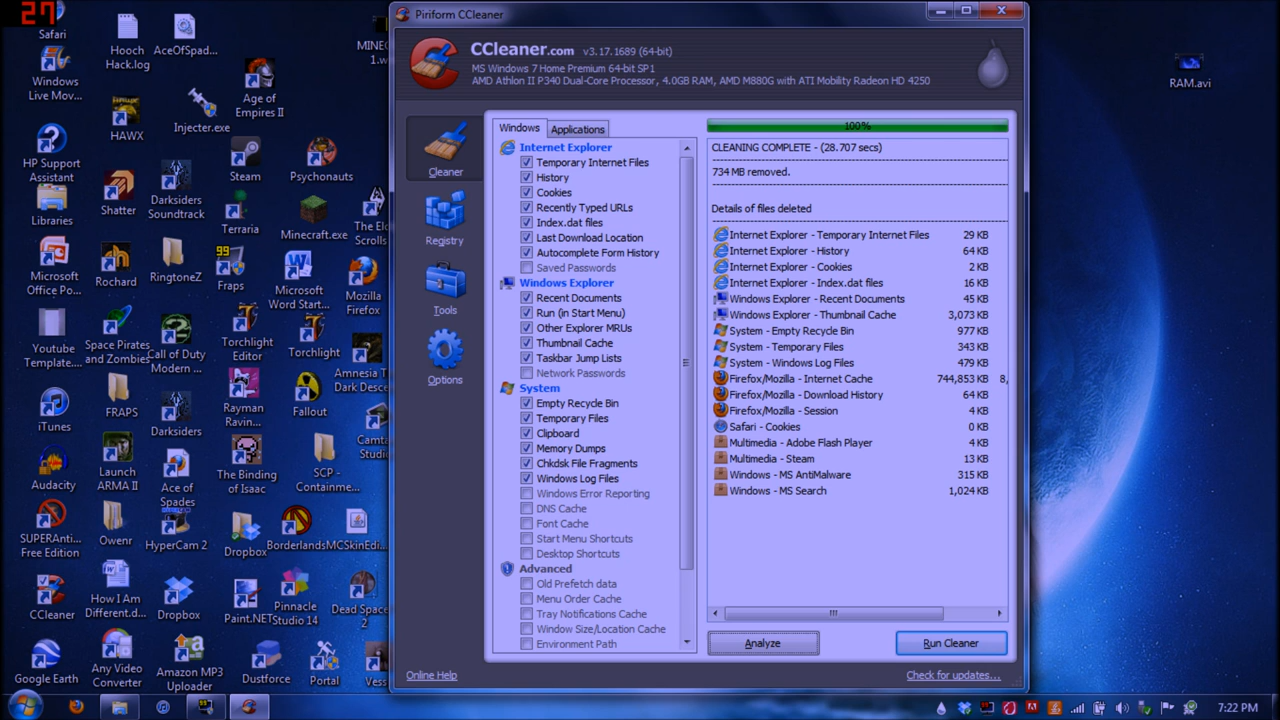 27
Safari
Hooch
Hack.log
AceOfSpad...
MINE
1.w
Windows
Live Mov...
HAWX
Injecter.exe
Age of
Empires II
HP Support
Assistant
Darksiders
Soundtrack
Steam
Psychonauts
Libraries
Shatter
Terraria
Minecraft.exe
The El
Scrolls
Microsoft
Office Po...
Rochard
RingtoneZ
99
Fraps
Microsoft
Word Start...
Mozilla
Firefox
Youtube
Template...
Space Pirates
and Zombies
Call of Duty
Modern ...
Torchlight
Editor
Torchlight
Amnesia T
Dark Desce
iTunes
FRAPS
Darksiders
Rayman
Ravin...
Fallout
Camta
Studio
Audacity
Launch
ARMA II
Ace of
Spades
The Binding
of Isaac
SCP -
Containme...
SUPERAnti...
Free Edition
Owenr
HyperCam 2
Dropbox
Borderlands
MCSkinEdi...
CCleaner
How I Am
Different.d...
Dropbox
Paint.NET
Pinnacle
Studio 14
Dead Space
2
Google Earth
Any Video
Converter
Amazon MP3
Uploader
Dustforce
Portal
Vess
RAM.avi
Piriform CCleaner
CCleaner.com v3.17.1689 (64-bit)
MS Windows 7 Home Premium 64-bit SP1
AMD Athlon II P340 Dual-Core Processor, 4.0GB RAM, AMD M880G with ATI Mobility Radeon HD 4250
Cleaner
Registry
Tools
Options
Windows
Applications
Internet Explorer
Temporary Internet Files
History
Cookies
Recently Typed URLs
Index.dat files
Last Download Location
Autocomplete Form History
Saved Passwords
Windows Explorer
Recent Documents
Run (in Start Menu)
Other Explorer MRUs
Thumbnail Cache
Taskbar Jump Lists
Network Passwords
System
Empty Recycle Bin
Temporary Files
Clipboard
Memory Dumps
Chkdsk File Fragments
Windows Log Files
Windows Error Reporting
DNS Cache
Font Cache
Start Menu Shortcuts
Desktop Shortcuts
Advanced
Old Prefetch data
Menu Order Cache
Tray Notifications Cache
Window Size/Location Cache
Environment Path
100%
CLEANING COMPLETE - (28.707 secs)
734 MB removed.
Details of files deleted
Internet Explorer - Temporary Internet Files 29 KB
Internet Explorer - History 64 KB
Internet Explorer - Cookies 2 KB
Internet Explorer - Index.dat files 16 KB
Windows Explorer - Recent Documents 45 KB
Windows Explorer - Thumbnail Cache 3,073 KB
System - Empty Recycle Bin 977 KB
System - Temporary Files 343 KB
System - Windows Log Files 479 KB
Firefox/Mozilla - Internet Cache 744,853 KB 8,
Firefox/Mozilla - Download History 64 KB
Firefox/Mozilla - Session 4 KB
Safari - Cookies 0 KB
Multimedia - Adobe Flash Player 4 KB
Multimedia - Steam 13 KB
Windows - MS AntiMalware 315 KB
Windows - MS Search 1,024 KB
Analyze
Run Cleaner
Online Help
Check for updates...
99
7:22 PM